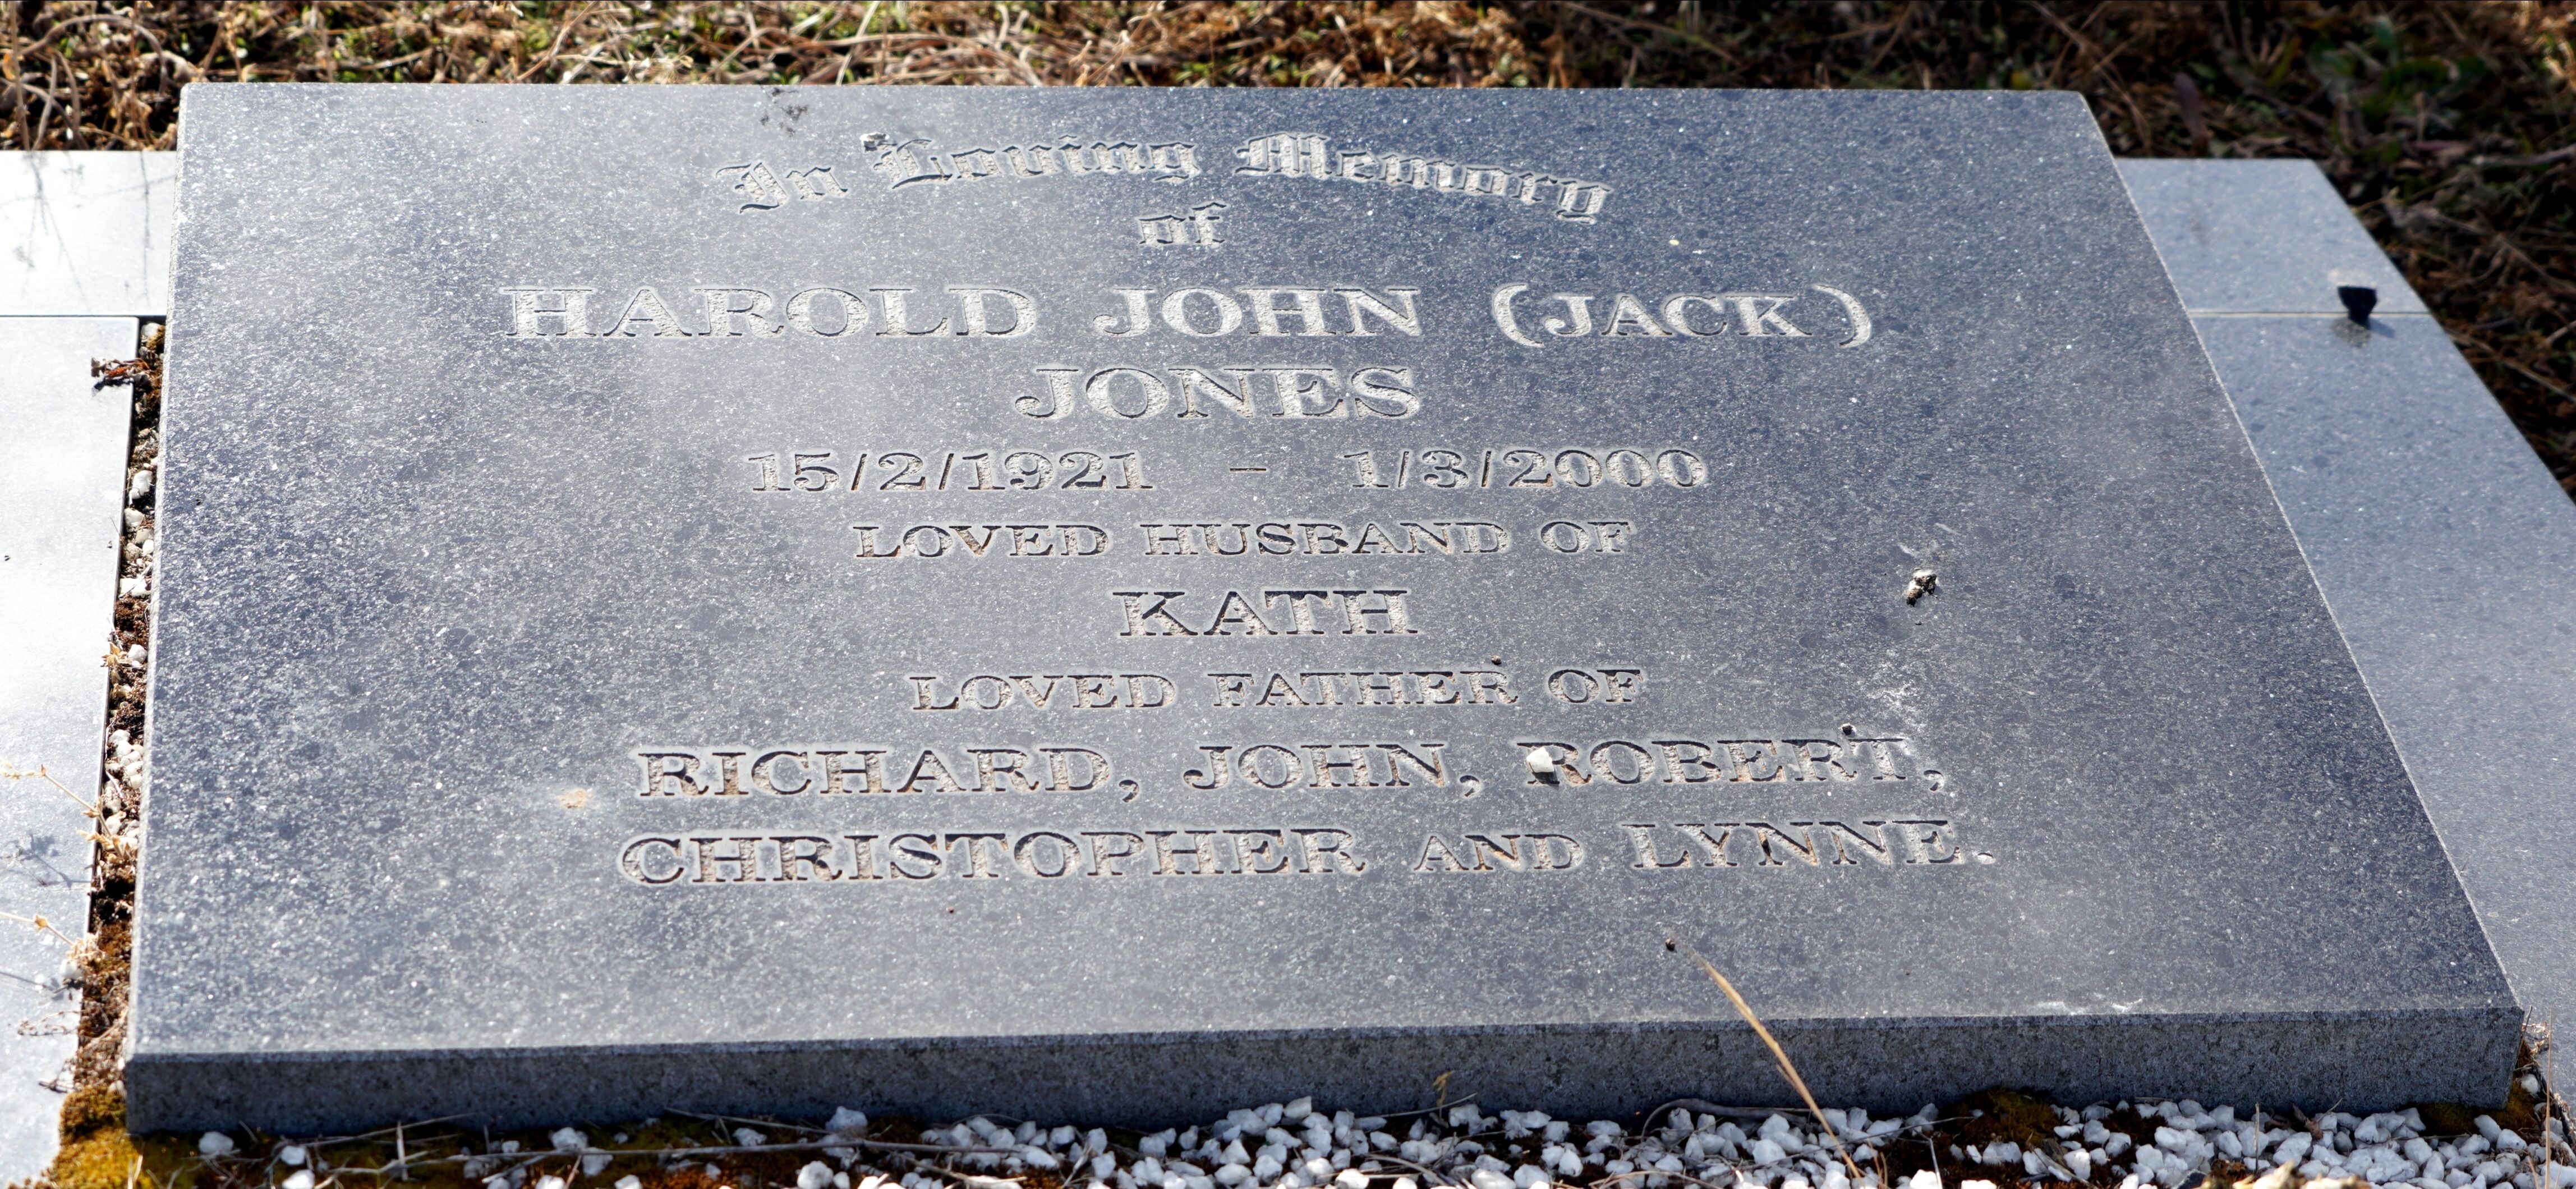 In Loving Memory
of
HAROLD JOHN (JACK)
JONES
15/2/1921 - 1/3/2000
LOVED HUSBAND OF
KATH
LOVED FATHER OF
RICHARD, JOHN, ROBERT,
CHRISTOPHER AND LYNNE.